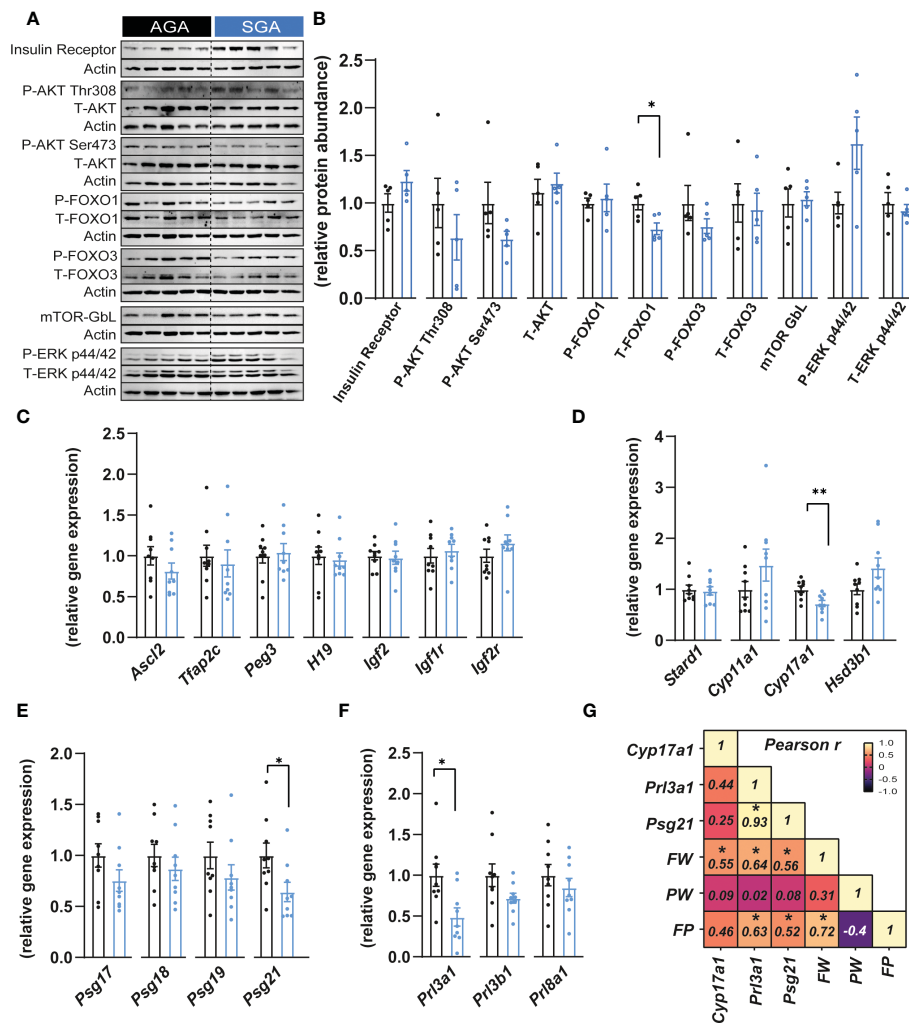 A
AGA SGA
Insulin Receptor
Actin
P-AKT Thr308
T-AKT
Actin
P-AKT Ser473
T-AKT
Actin
P-FOXO1
T-FOXO1
Actin
P-FOXO3
T-FOXO3
Actin
mTOR-GbL
Actin
P-ERK p44/42
T-ERK p44/42
Actin
B
(relative protein abundance)
2.5
2.0
1.5
1.0
0.5
0.0
*
Insulin Receptor
P-AKT Thr308
P-AKT Ser473
T-AKT
P-FOXO1
T-FOXO1
P-FOXO3
T-FOXO3
mTOR GbL
P-ERK p44/42
T-ERK p44/42
C
(relative gene expression)
2.5
2.0
1.5
1.0
0.5
0.0
Ascl2
Tfap2c
Peg3
H19
Igf2
Igf1r
Igf2r
D
(relative gene expression)
4
3
2
1
0
**
Stard1
Cyp11a1
Cyp17a1
Hsd3b1
E
(relative gene expression)
2.0
1.5
1.0
0.5
0.0
*
Psg17
Psg18
Psg19
Psg21
F
(relative gene expression)
2.5
2.0
1.5
1.0
0.5
0.0
*
Prl3a1
Prl3b1
Prl8a1
G
Pearson r
1.0
0.5
0
-0.5
-1.0
Cyp17a1 1
Prl3a1 0.44 1
Psg21 0.25 * 0.93 1
FW * 0.55 * 0.64 * 0.56 1
PW 0.09 0.02 0.08 0.31 1
FP 0.46 * 0.63 * 0.52 * 0.72 -0.4 1
Cyp17a1
Prl3a1
Psg21
FW
PW
FP